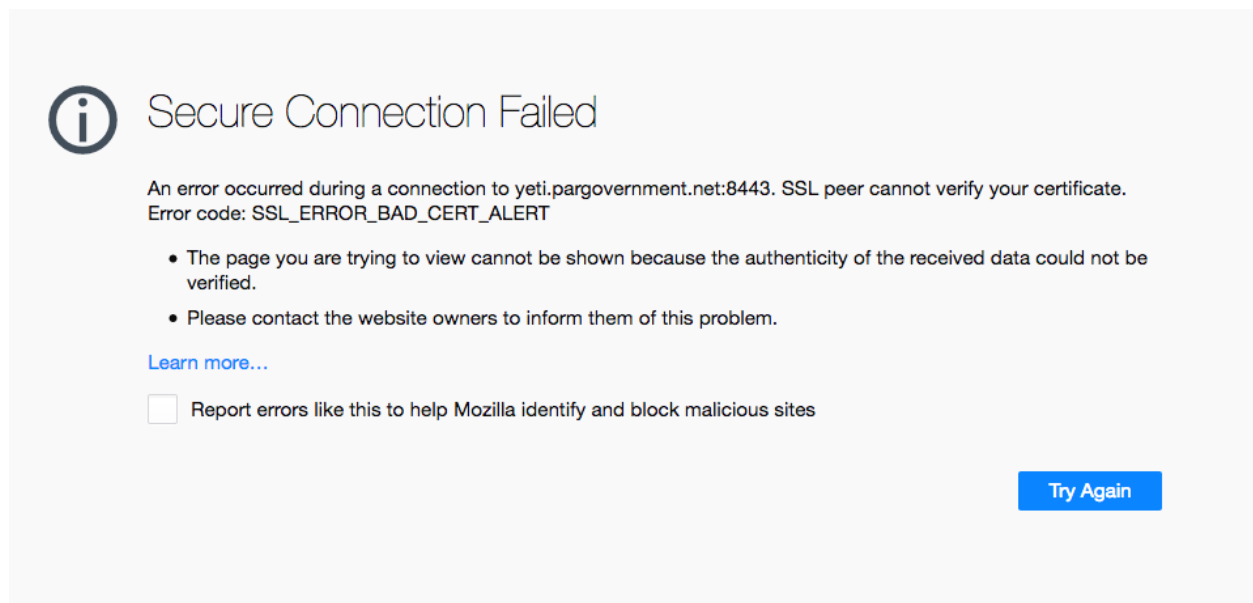 Secure Connection Failed
An error occurred during a connection to yeti.pargovernment.net:8443. SSL peer cannot verify your certificate.
Error code: SSL_ERROR_BAD_CERT_ALERT
• The page you are trying to view cannot be shown because the authenticity of the received data could not be
verified.
• Please contact the website owners to inform them of this problem.
Learn more…
Report errors like this to help Mozilla identify and block malicious sites
Try Again